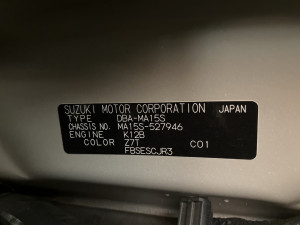 SUZUKI MOTOR CORPORATION JAPAN
TYPE DBA-MA15S
CHASSIS NO. MA15S-527946
ENGINE K12B
COLOR Z7T C01
FBSESCJR3